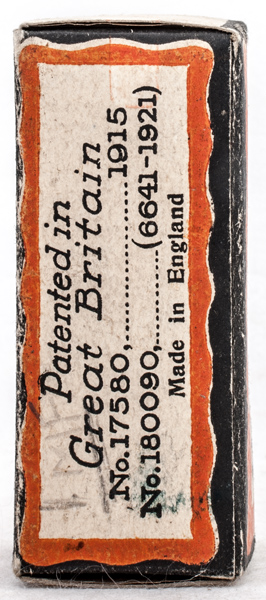 Patented in
Great Britain
No.17580,..............1915
No.180090,..........(6641-1921)
Made in England